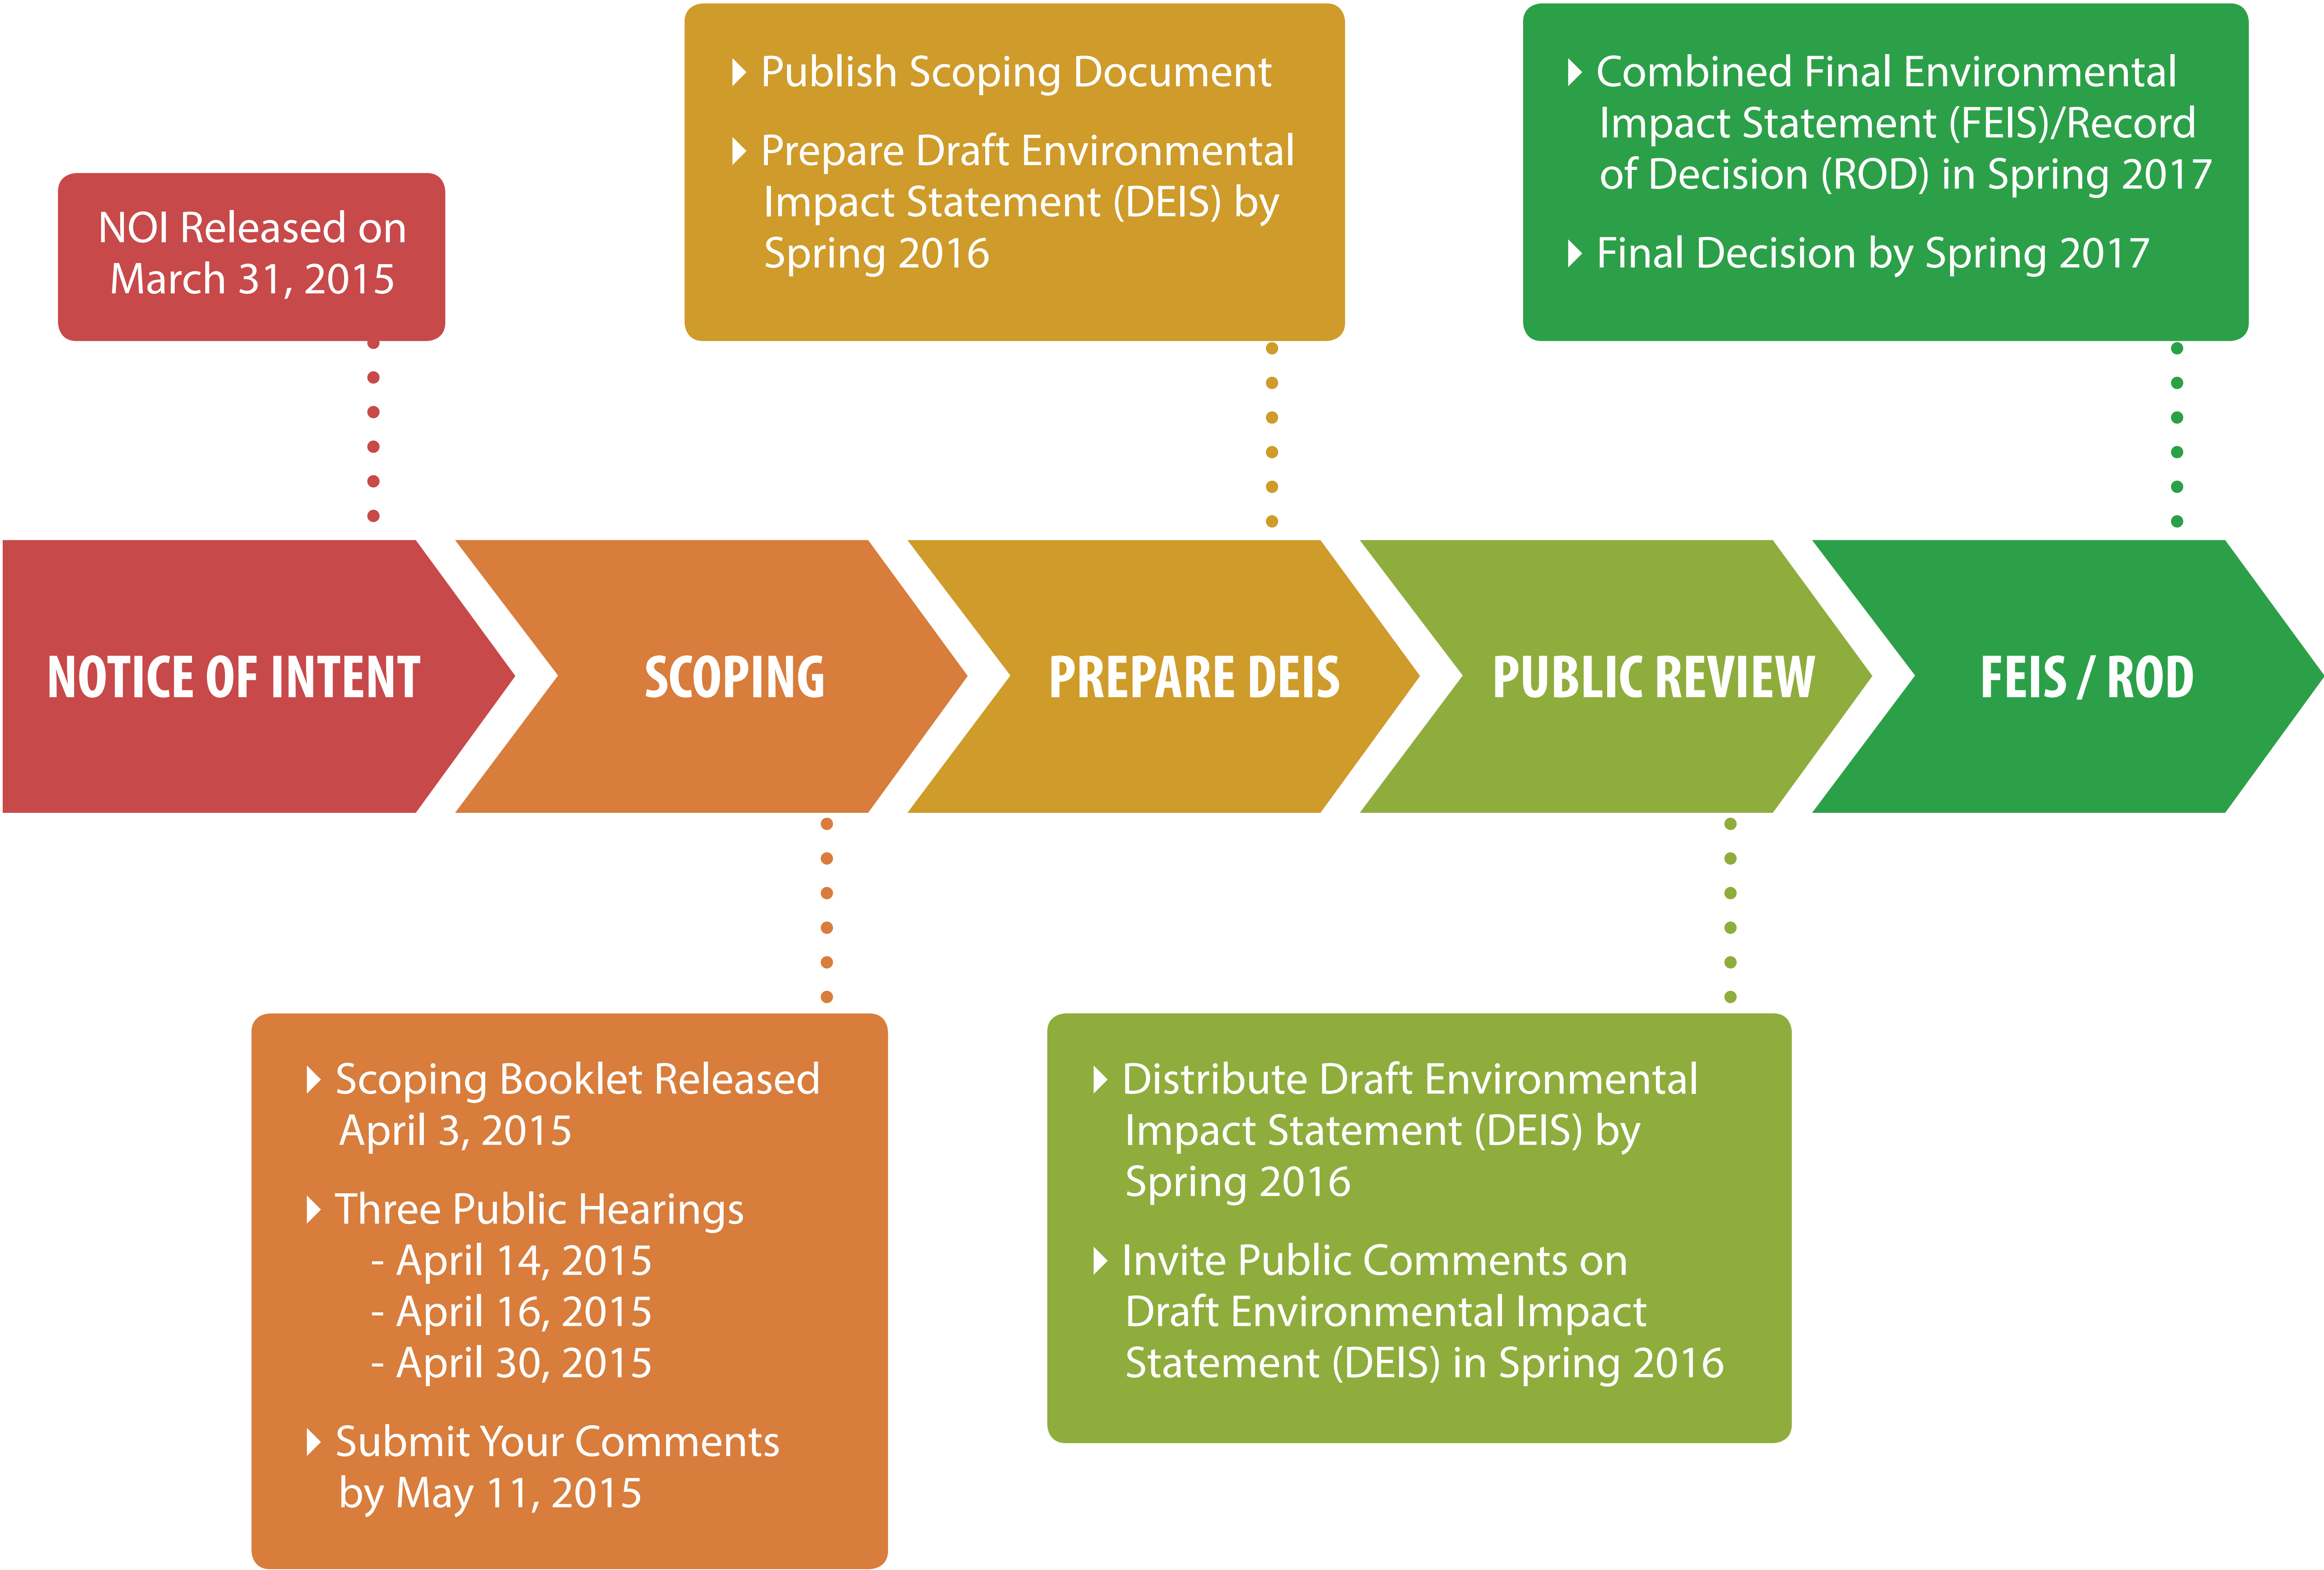 NOI Released on
March 31, 2015
Publish Scoping Document
Prepare Draft Environmental
Impact Statement (DEIS) by
Spring 2016
Combined Final Environmental
Impact Statement (FEIS)/Record
of Decision (ROD) in Spring 2017
Final Decision by Spring 2017
NOTICE OF INTENT
SCOPING
PREPARE DEIS
PUBLIC REVIEW
FEIS / ROD
Scoping Booklet Released
April 3, 2015
Three Public Hearings
- April 14, 2015
- April 16, 2015
- April 30, 2015
Submit Your Comments
by May 11, 2015
Distribute Draft Environmental
Impact Statement (DEIS) by
Spring 2016
Invite Public Comments on
Draft Environmental Impact
Statement (DEIS) in Spring 2016